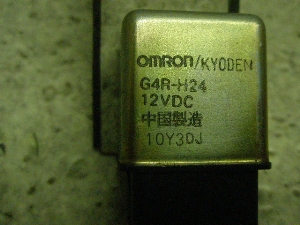 OMRON/KYODEN
G4R-H24
12VDC
中国製造
10Y3DJ